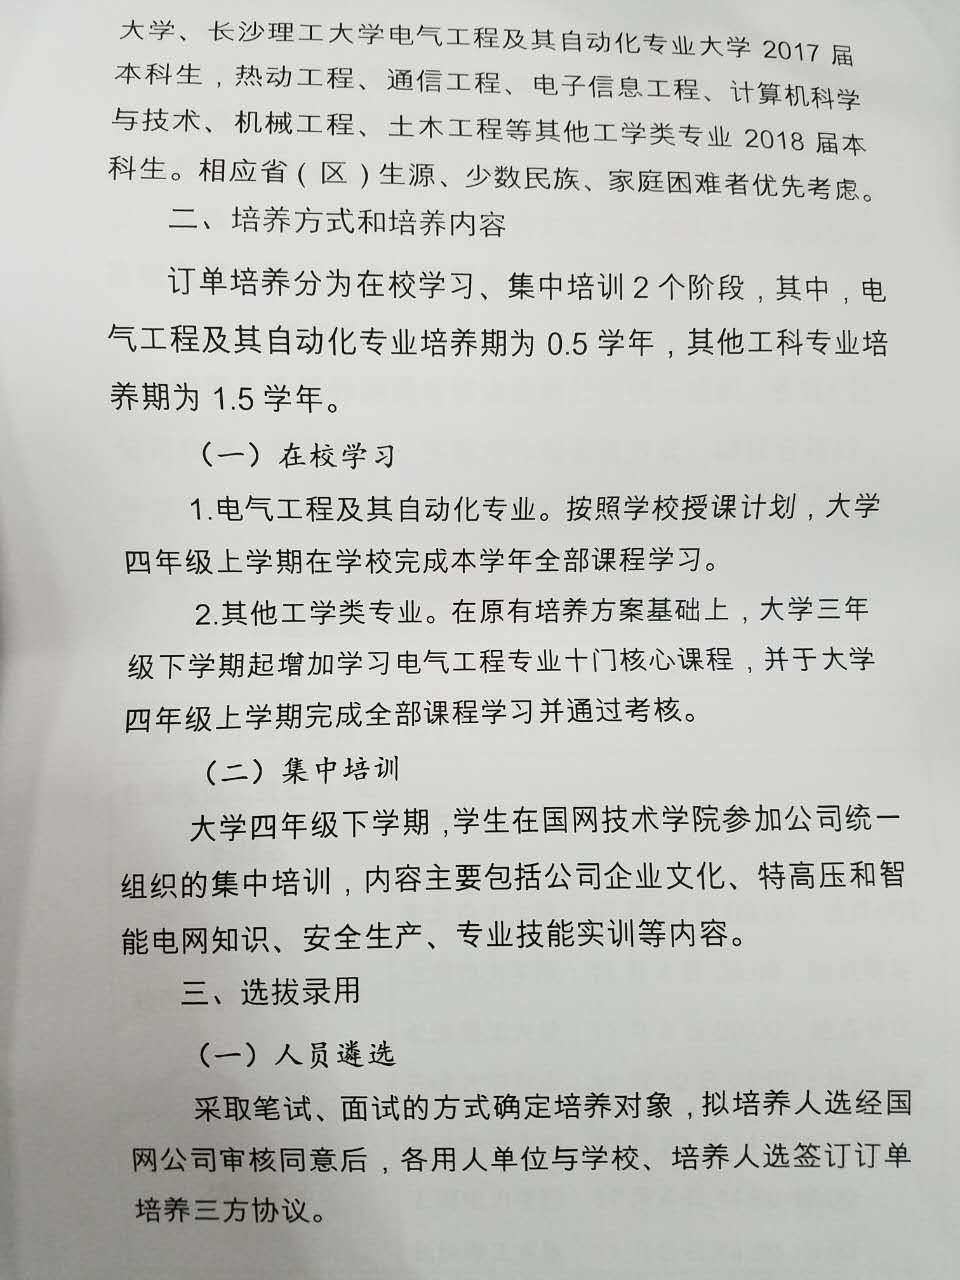 大学、长沙理工大学电气工程及其自动化专业大学 2017 届
本科生，热动工程、通信工程、电子信息工程、计算机科学
与技术、机械工程、土木工程等其他工学类专业 2018 届本
科生。相应省（区）生源、少数民族、家庭困难者优先考虑。
二、培养方式和培养内容
订单培养分为在校学习、集中培训 2 个阶段，其中，电
气工程及其自动化专业培养期为 0.5 学年，其他工科专业培
养期为 1.5 学年。
（一）在校学习
1.电气工程及其自动化专业。按照学校授课计划，大学
四年级上学期在学校完成本学年全部课程学习。
2.其他工学类专业。在原有培养方案基础上，大学三年
级下学期起增加学习电气工程专业十门核心课程，并于大学
四年级上学期完成全部课程学习并通过考核。
（二）集中培训
大学四年级下学期，学生在国网技术学院参加公司统一
组织的集中培训，内容主要包括公司企业文化、特高压和智
能电网知识、安全生产、专业技能实训等内容。
三、选拔录用
（一）人员遴选
采取笔试、面试的方式确定培养对象，拟培养人选经国
网公司审核同意后，各用人单位与学校、培养人选签订订单
培养三方协议。